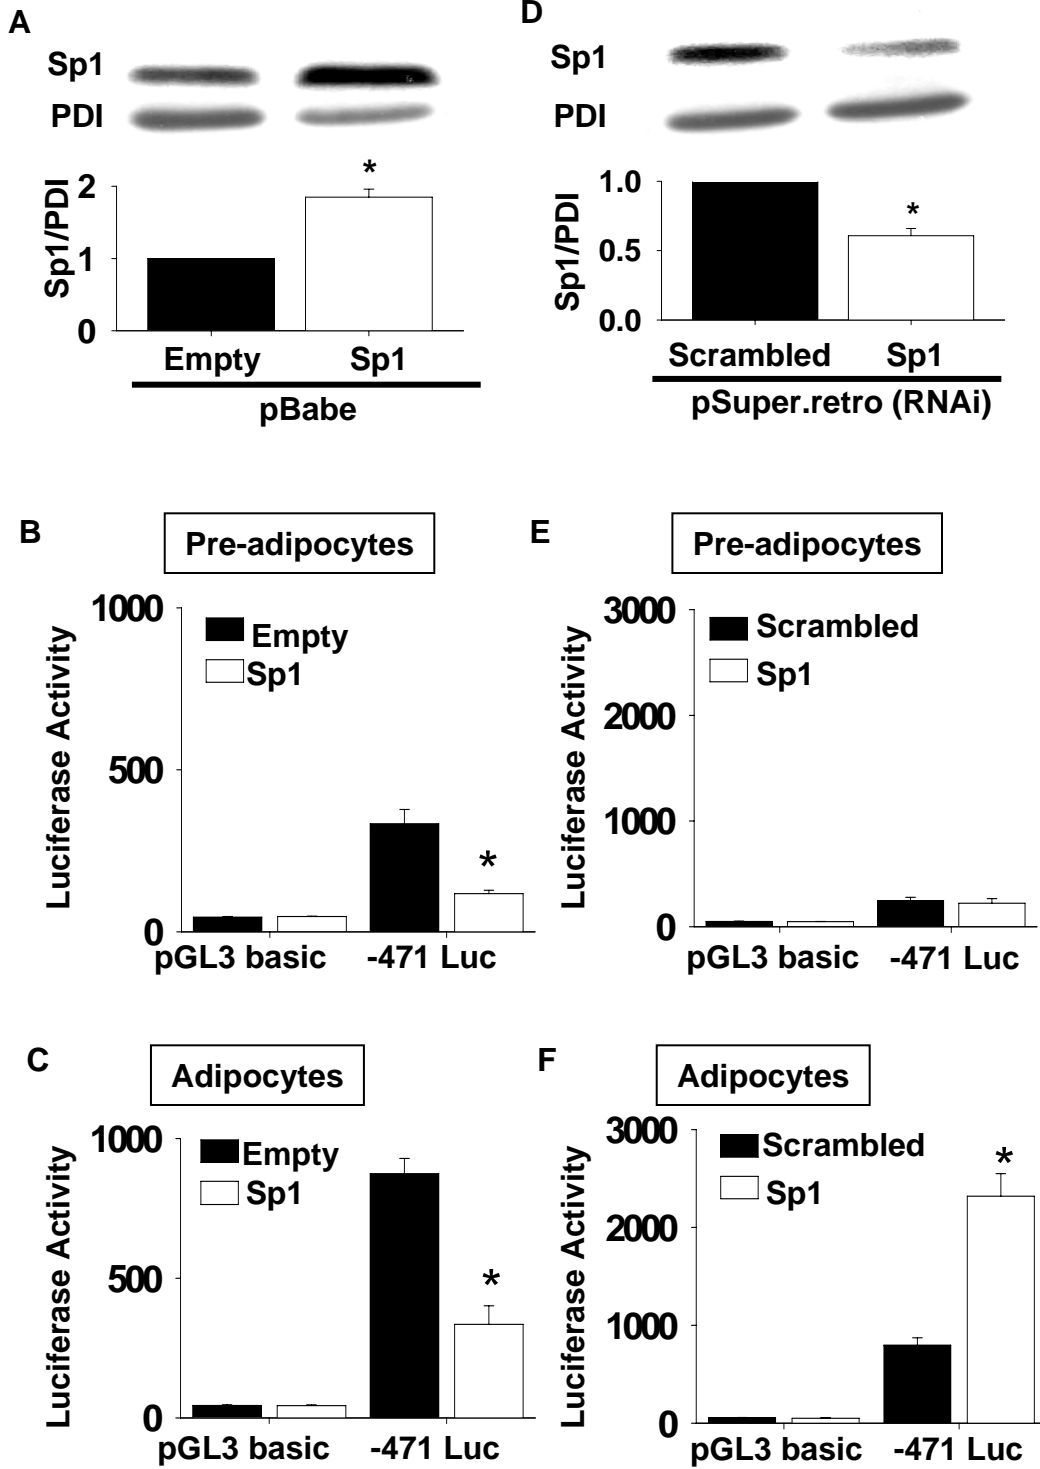 A
Sp1
PDI
*
Sp1/PDI
2
1
0
Empty Sp1
pBabe
D
Sp1
PDI
*
Sp1/PDI
1.0
0.5
0.0
Scrambled Sp1
pSuper.retro (RNAi)
B
Pre-adipocytes
Luciferase Activity
1000
500
0
Empty
Sp1
*
pGL3 basic -471 Luc
E
Pre-adipocytes
Luciferase Activity
3000
2000
1000
0
Scrambled
Sp1
pGL3 basic -471 Luc
C
Adipocytes
Luciferase Activity
1000
500
0
Empty
Sp1
*
pGL3 basic -471 Luc
F
Adipocytes
Luciferase Activity
3000
2000
1000
0
Scrambled
Sp1
*
pGL3 basic -471 Luc